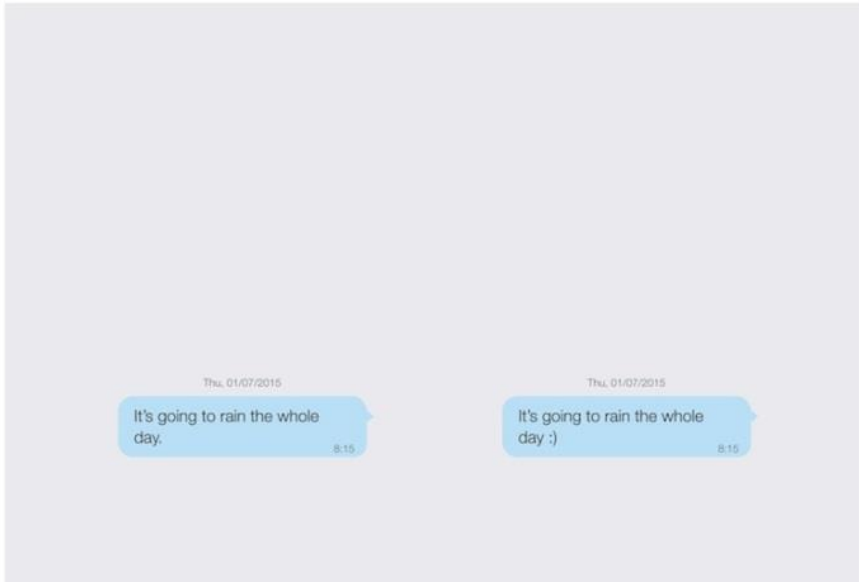 Thu, 01/07/2015
It's going to rain the whole
day.
8:15
Thu, 01/07/2015
It's going to rain the whole
day :)
8:15